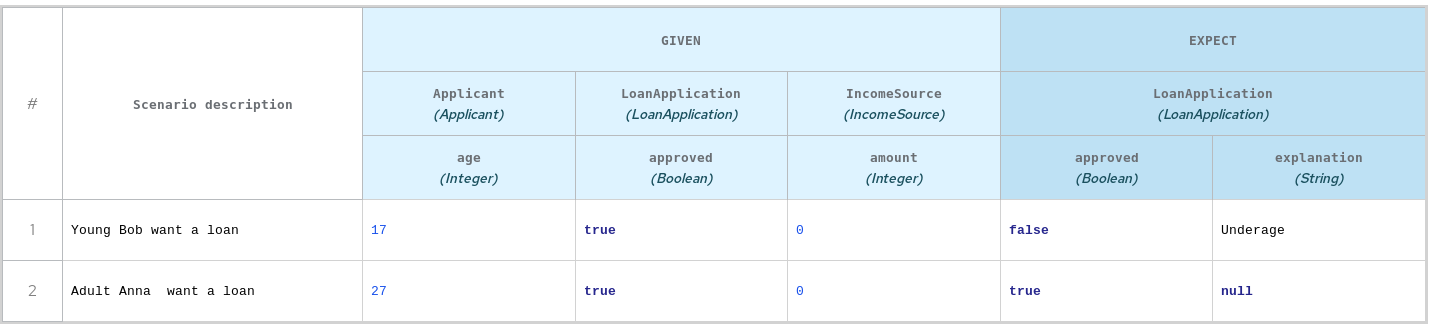 #
Scenario description
GIVEN
EXPECT
Applicant
(Applicant)
LoanApplication
(LoanApplication)
IncomeSource
(IncomeSource)
LoanApplication
(LoanApplication)
age
(Integer)
approved
(Boolean)
amount
(Integer)
approved
(Boolean)
explanation
(String)
1 Young Bob want a loan 17 true 0 false Underage
2 Adult Anna  want a loan 27 true 0 true null